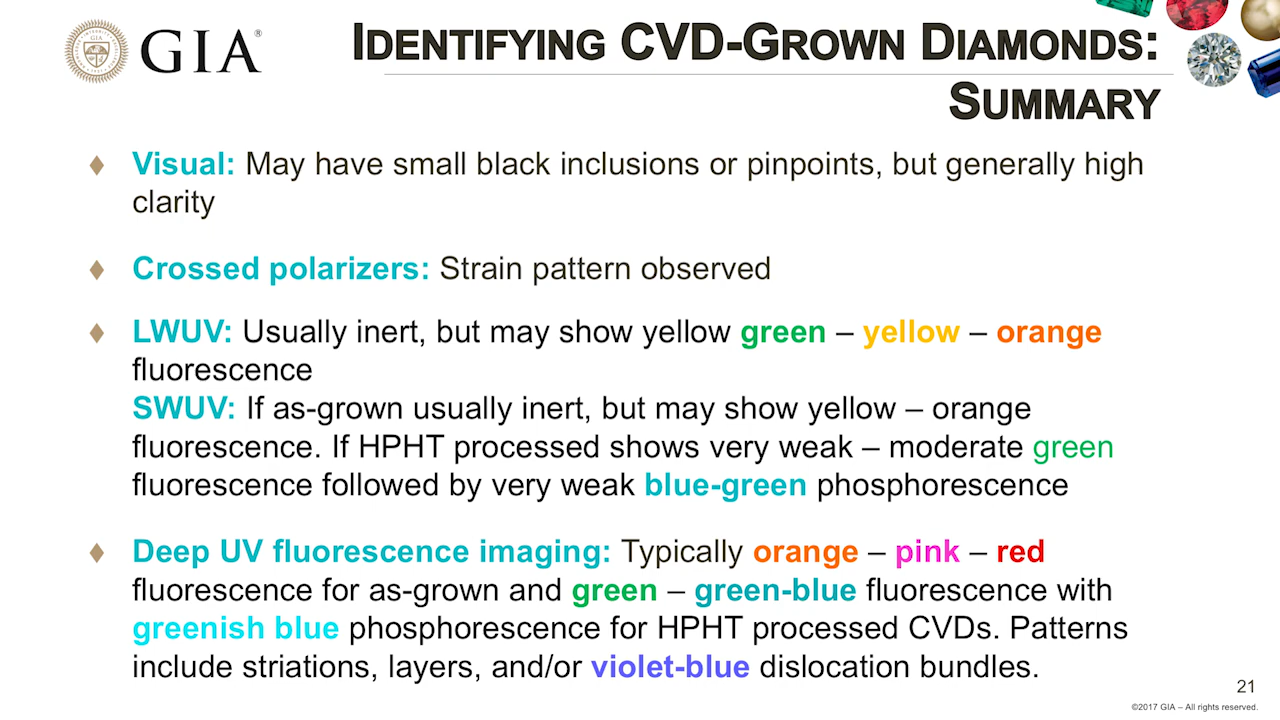 GIA®
IDENTIFYING CVD-GROWN DIAMONDS:
SUMMARY
♦ Visual: May have small black inclusions or pinpoints, but generally high
clarity
♦ Crossed polarizers: Strain pattern observed
♦ LWUV: Usually inert, but may show yellow green – yellow – orange
fluorescence
SWUV: If as-grown usually inert, but may show yellow – orange
fluorescence. If HPHT processed shows very weak – moderate green
fluorescence followed by very weak blue-green phosphorescence
♦ Deep UV fluorescence imaging: Typically orange – pink – red
fluorescence for as-grown and green – green-blue fluorescence with
greenish blue phosphorescence for HPHT processed CVDs. Patterns
include striations, layers, and/or violet-blue dislocation bundles.
21
©2017 GIA – All rights reserved.